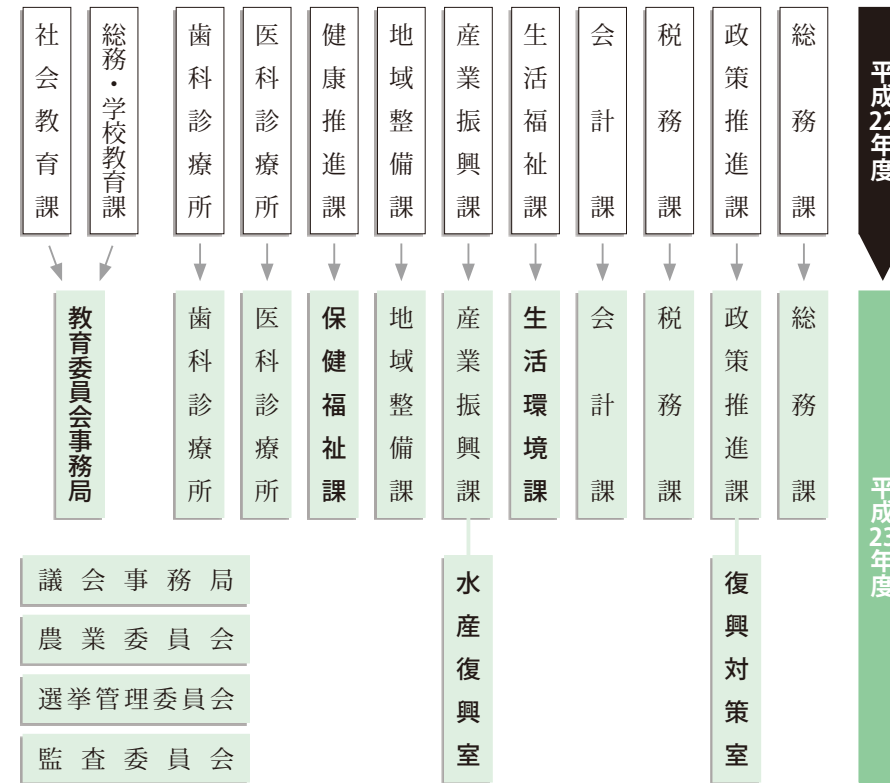 平成22年度
総務課
政策推進課
税務課
会計課
生活福祉課
産業振興課
地域整備課
健康推進課
医科診療所
歯科診療所
総務・学校教育課
社会教育課
平成23年度
総務課
政策推進課
税務課
会計課
生活環境課
産業振興課
地域整備課
保健福祉課
医科診療所
歯科診療所
教育委員会事務局
復興対策室
水産復興室
議会事務局
農業委員会
選挙管理委員会
監査委員会